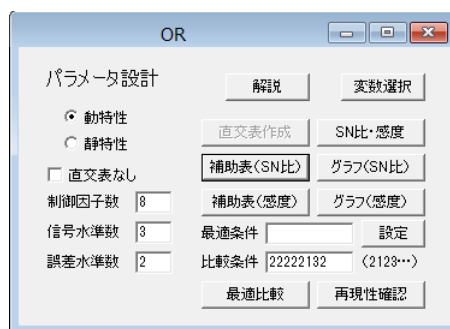 OR
パラメータ設計
解説
変数選択
動特性
静特性
直交表作成
SN比・感度
直交表なし
補助表(SN比)
グラフ(SN比)
制御因子数 8
補助表(感度)
グラフ(感度)
信号水準数 3
最適条件
設定
誤差水準数 2
比較条件 22222132 (2123…)
最適比較
再現性確認